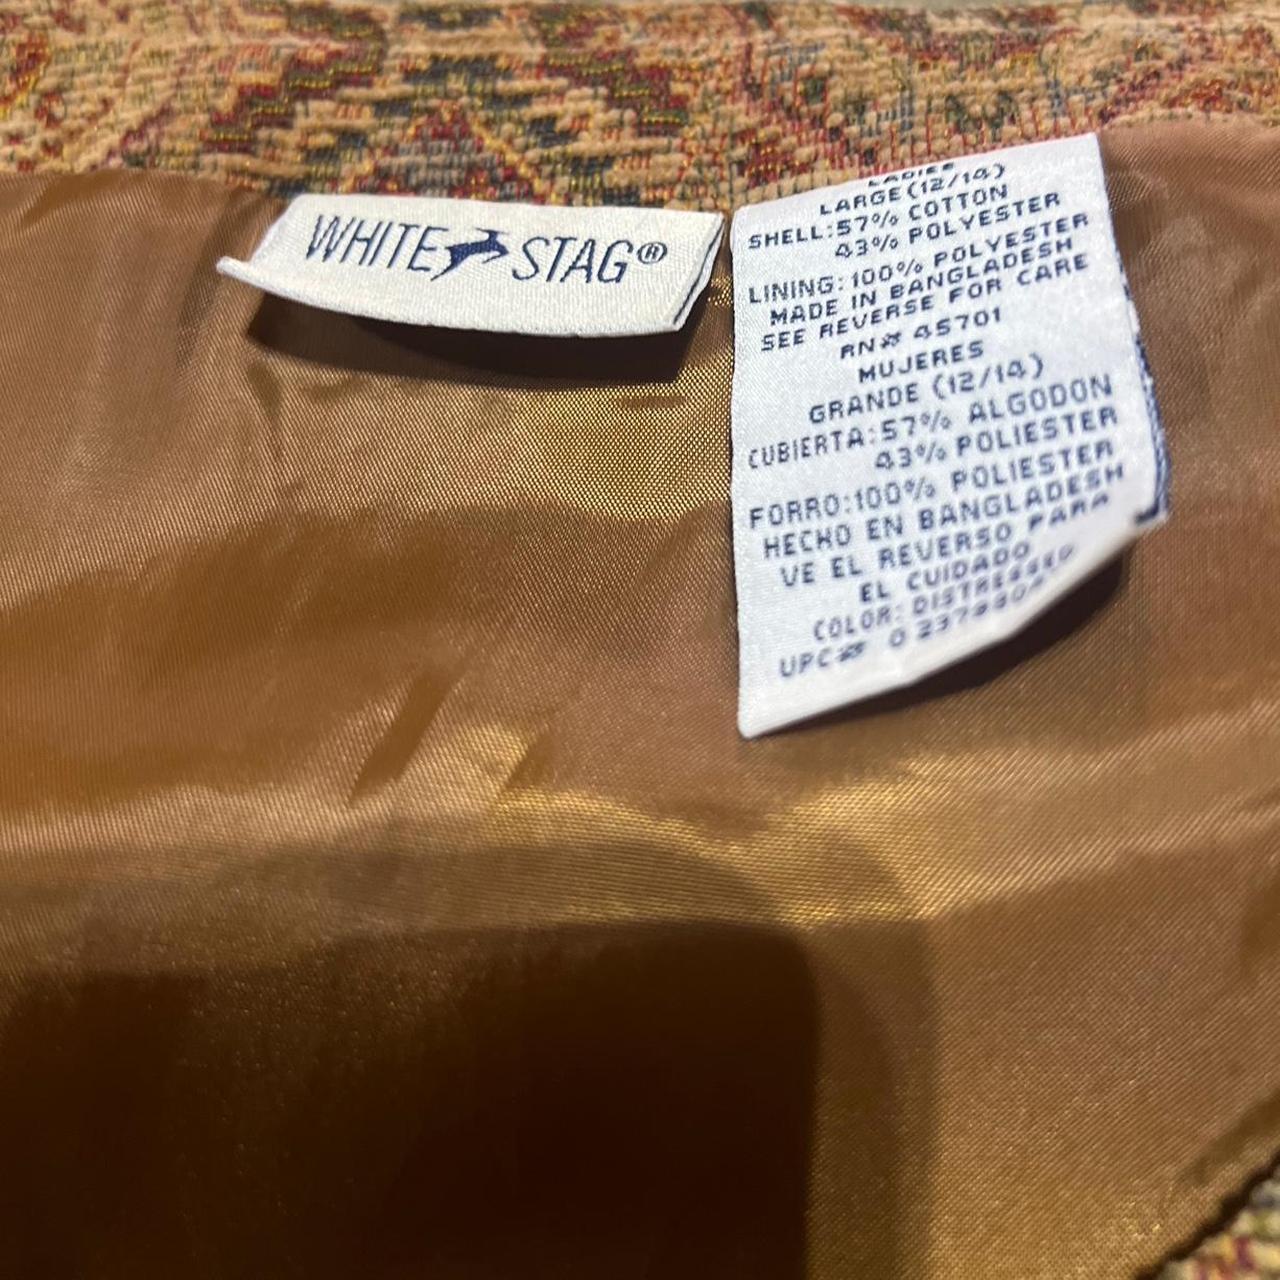 WHITE STAG®
LADIES
LARGE (12/14)
SHELL: 57% COTTON
43% POLYESTER
LINING: 100% POLYESTER
MADE IN BANGLADESH
SEE REVERSE FOR CARE
RN# 45701
MUJERES
GRANDE (12/14)
CUBIERTA: 57% ALGODON
43% POLIESTER
FORRO: 100% POLIESTER
HECHO EN BANGLADESH
VE EL REVERSO PARA
EL CUIDADO
COLOR: DISTRESSED
UPC# 0